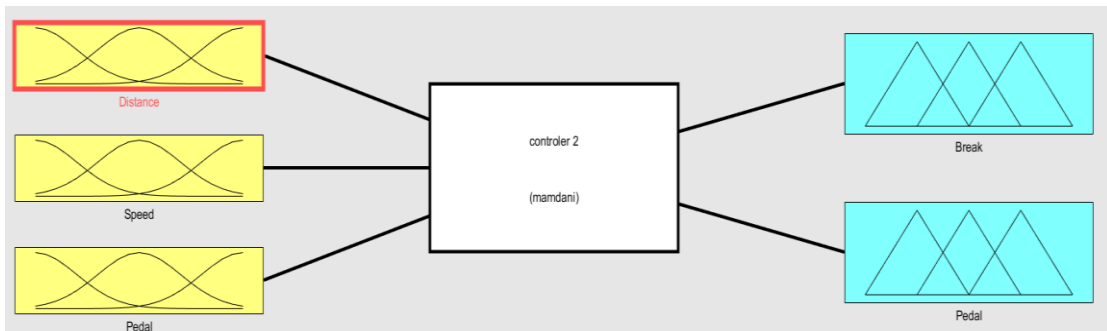 Distance
Speed
Pedal
controler 2
(mamdani)
Break
Pedal